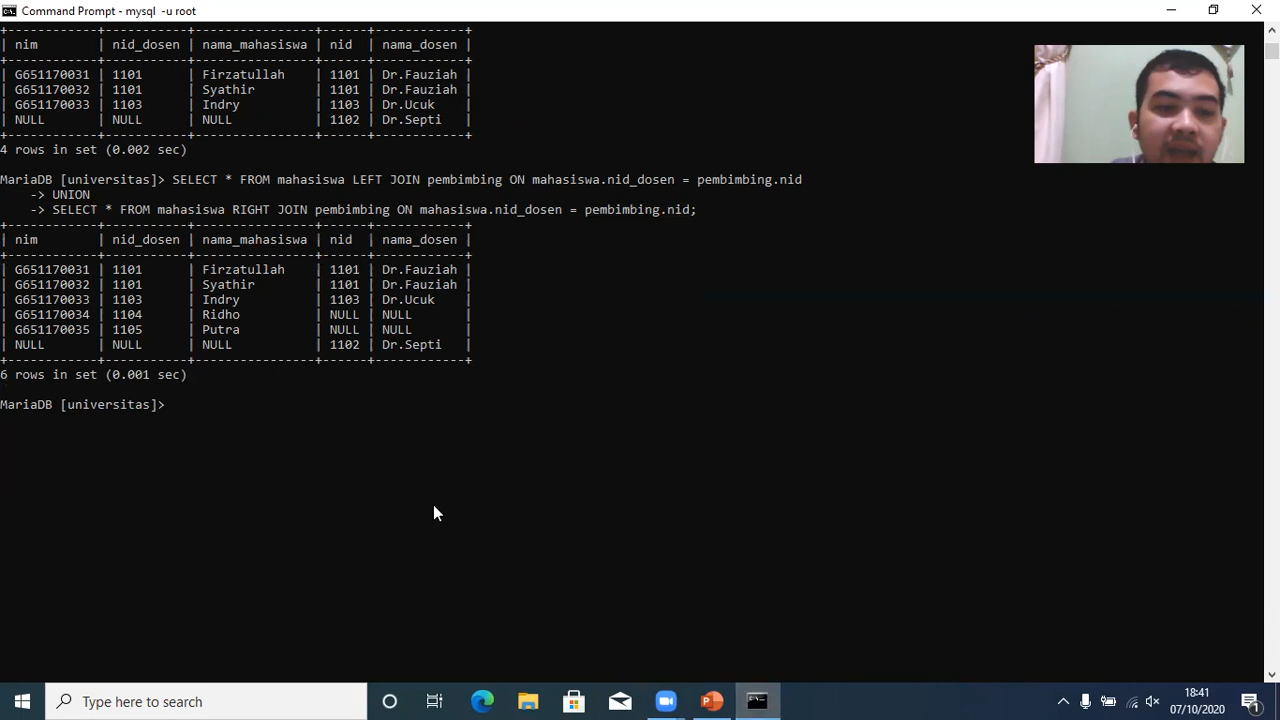 Command Prompt - mysql  -u root
+-----------+-----------+----------------+------+------------+
| nim       | nid_dosen | nama_mahasiswa | nid  | nama_dosen |
+-----------+-----------+----------------+------+------------+
| G651170031 | 1101      | Firzatullah    | 1101 | Dr.Fauziah |
| G651170032 | 1101      | Syathir        | 1101 | Dr.Fauziah |
| G651170033 | 1103      | Indry          | 1103 | Dr.Ucuk    |
| NULL       | NULL      | NULL           | 1102 | Dr.Septi   |
+-----------+-----------+----------------+------+------------+
4 rows in set (0.002 sec)
MariaDB [universitas]> SELECT * FROM mahasiswa LEFT JOIN pembimbing ON mahasiswa.nid_dosen = pembimbing.nid
    -> UNION
    -> SELECT * FROM mahasiswa RIGHT JOIN pembimbing ON mahasiswa.nid_dosen = pembimbing.nid;
+-----------+-----------+----------------+------+------------+
| nim       | nid_dosen | nama_mahasiswa | nid  | nama_dosen |
+-----------+-----------+----------------+------+------------+
| G651170031 | 1101      | Firzatullah    | 1101 | Dr.Fauziah |
| G651170032 | 1101      | Syathir        | 1101 | Dr.Fauziah |
| G651170033 | 1103      | Indry          | 1103 | Dr.Ucuk    |
| G651170034 | 1104      | Ridho          | NULL | NULL       |
| G651170035 | 1105      | Putra          | NULL | NULL       |
| NULL       | NULL      | NULL           | 1102 | Dr.Septi   |
+-----------+-----------+----------------+------+------------+
6 rows in set (0.001 sec)
MariaDB [universitas]>
Type here to search
18:41
07/10/2020
1